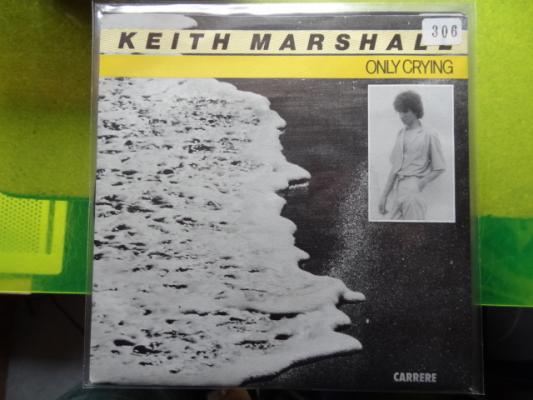 306
KEITH MARSHALL
ONLY CRYING
CARRERE